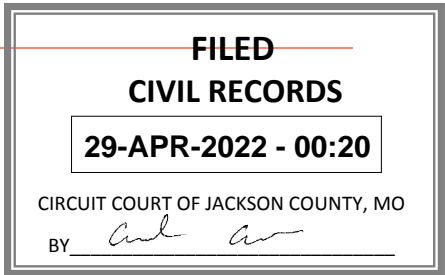 FILED
CIVIL RECORDS
29-APR-2022 - 00:20
CIRCUIT COURT OF JACKSON COUNTY, MO
BY